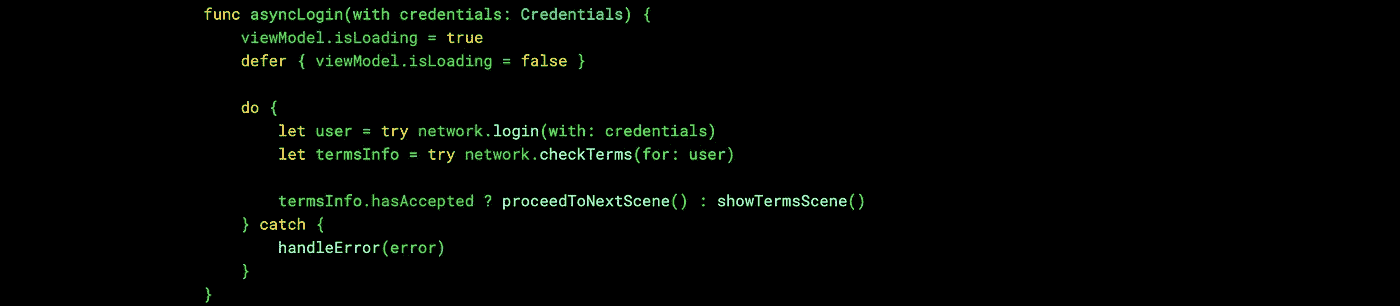 func asyncLogin(with credentials: Credentials) {
    viewModel.isLoading = true
    defer { viewModel.isLoading = false }

    do {
        let user = try network.login(with: credentials)
        let termsInfo = try network.checkTerms(for: user)

        termsInfo.hasAccepted ? proceedToNextScene() : showTermsScene()
    } catch {
        handleError(error)
    }
}